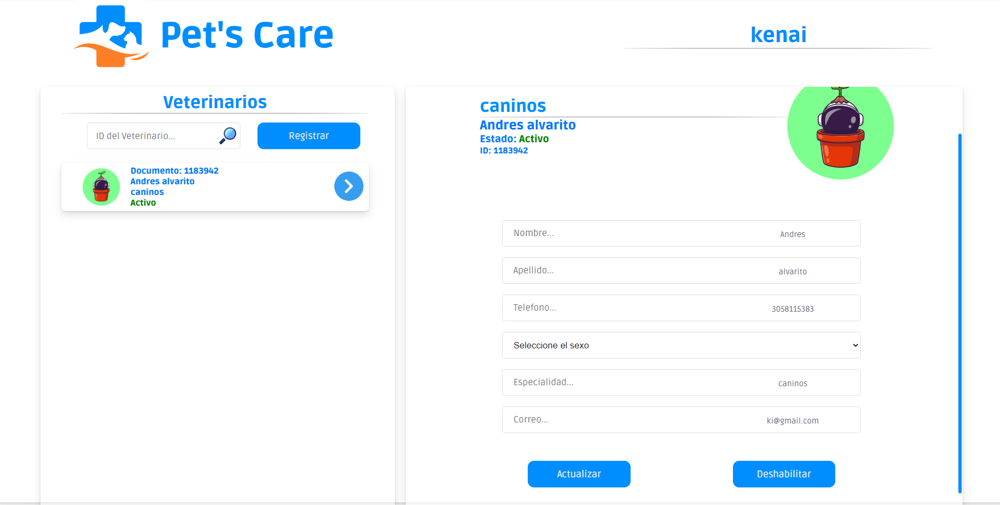 Pet's Care
kenai
Veterinarios
ID del Veterinario...
Registrar
Documento: 1183942
Andres alvarito
caninos
Activo
caninos
Andres alvarito
Estado: Activo
ID: 1183942
Nombre... Andres
Apellido... alvarito
Telefono... 3058115383
Seleccione el sexo
Especialidad... caninos
Correo... ki@gmail.com
Actualizar
Deshabilitar